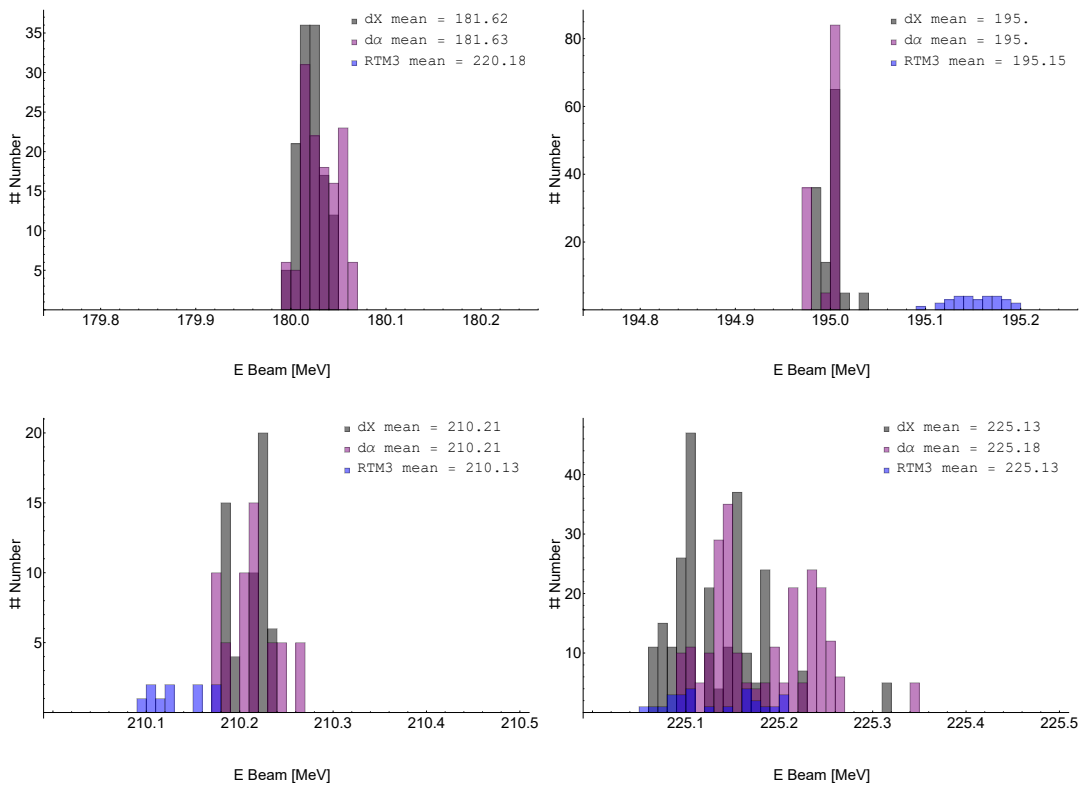 dX mean = 181.62
dα mean = 181.63
RTM3 mean = 220.18
35
30
25
20
15
10
5
# Number
179.8 179.9 180.0 180.1 180.2
E Beam [MeV]
dX mean = 195.
dα mean = 195.
RTM3 mean = 195.15
80
60
40
20
# Number
194.8 194.9 195.0 195.1 195.2
E Beam [MeV]
dX mean = 210.21
dα mean = 210.21
RTM3 mean = 210.13
20
15
10
5
# Number
210.1 210.2 210.3 210.4 210.5
E Beam [MeV]
dX mean = 225.13
dα mean = 225.18
RTM3 mean = 225.13
40
30
20
10
# Number
225.1 225.2 225.3 225.4 225.5
E Beam [MeV]